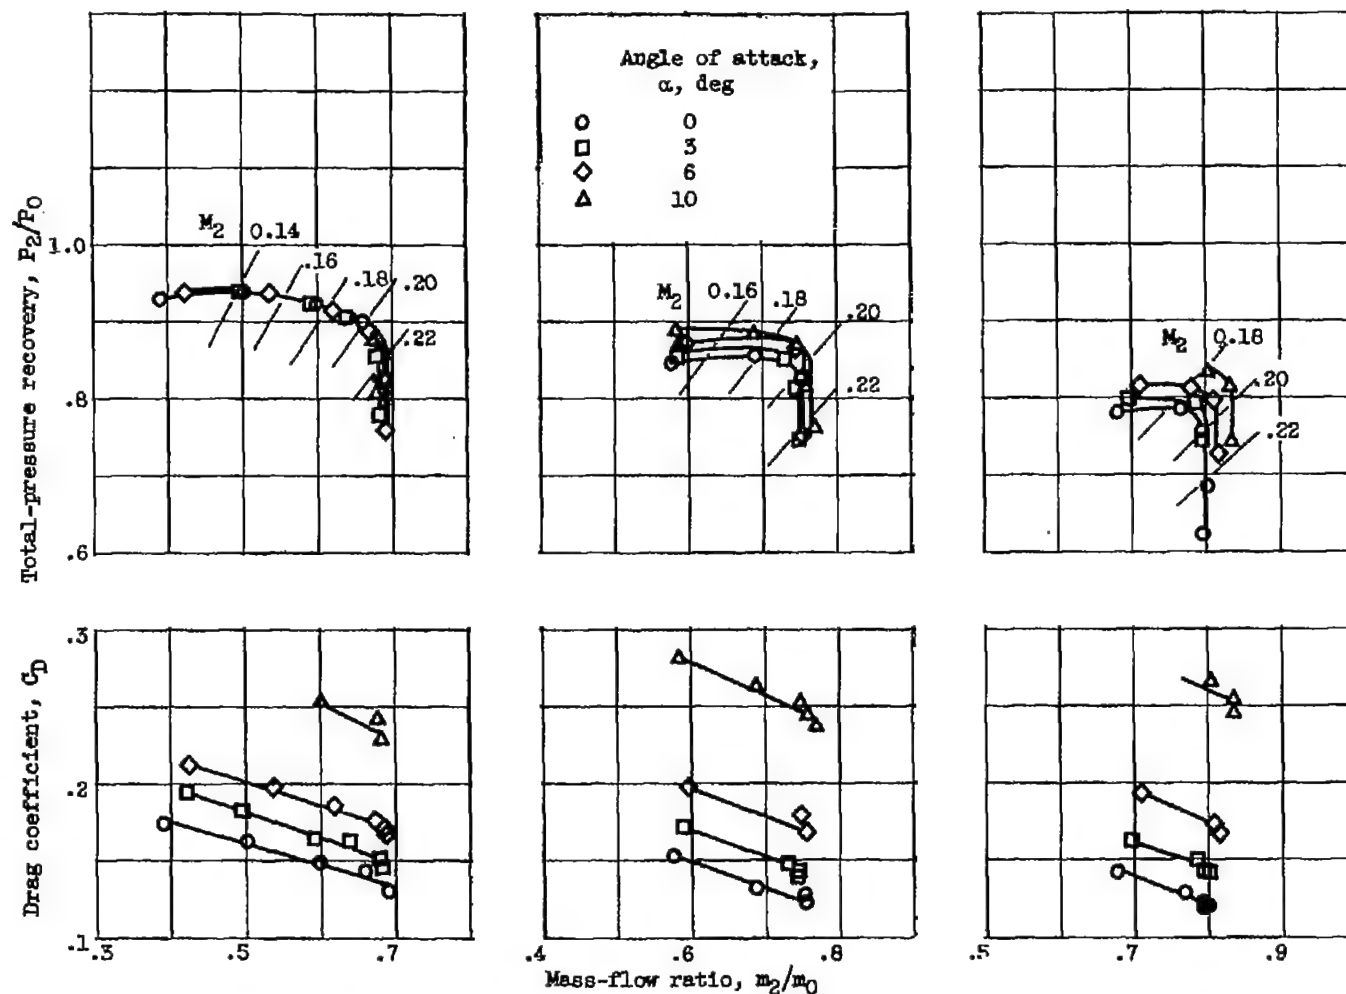 Angle of attack,
α, deg
0
3
6
10
Total-pressure recovery, P2/P0
1.0
.8
.6
M2 0.14
.16
.18
.20
.22
M2 0.16
.18
.20
.22
M2 0.18
.20
.22
Drag coefficient, CD
.3
.2
.1
.3 .5 .7
.4 .6 .8
.5 .7 .9
Mass-flow ratio, m2/m0